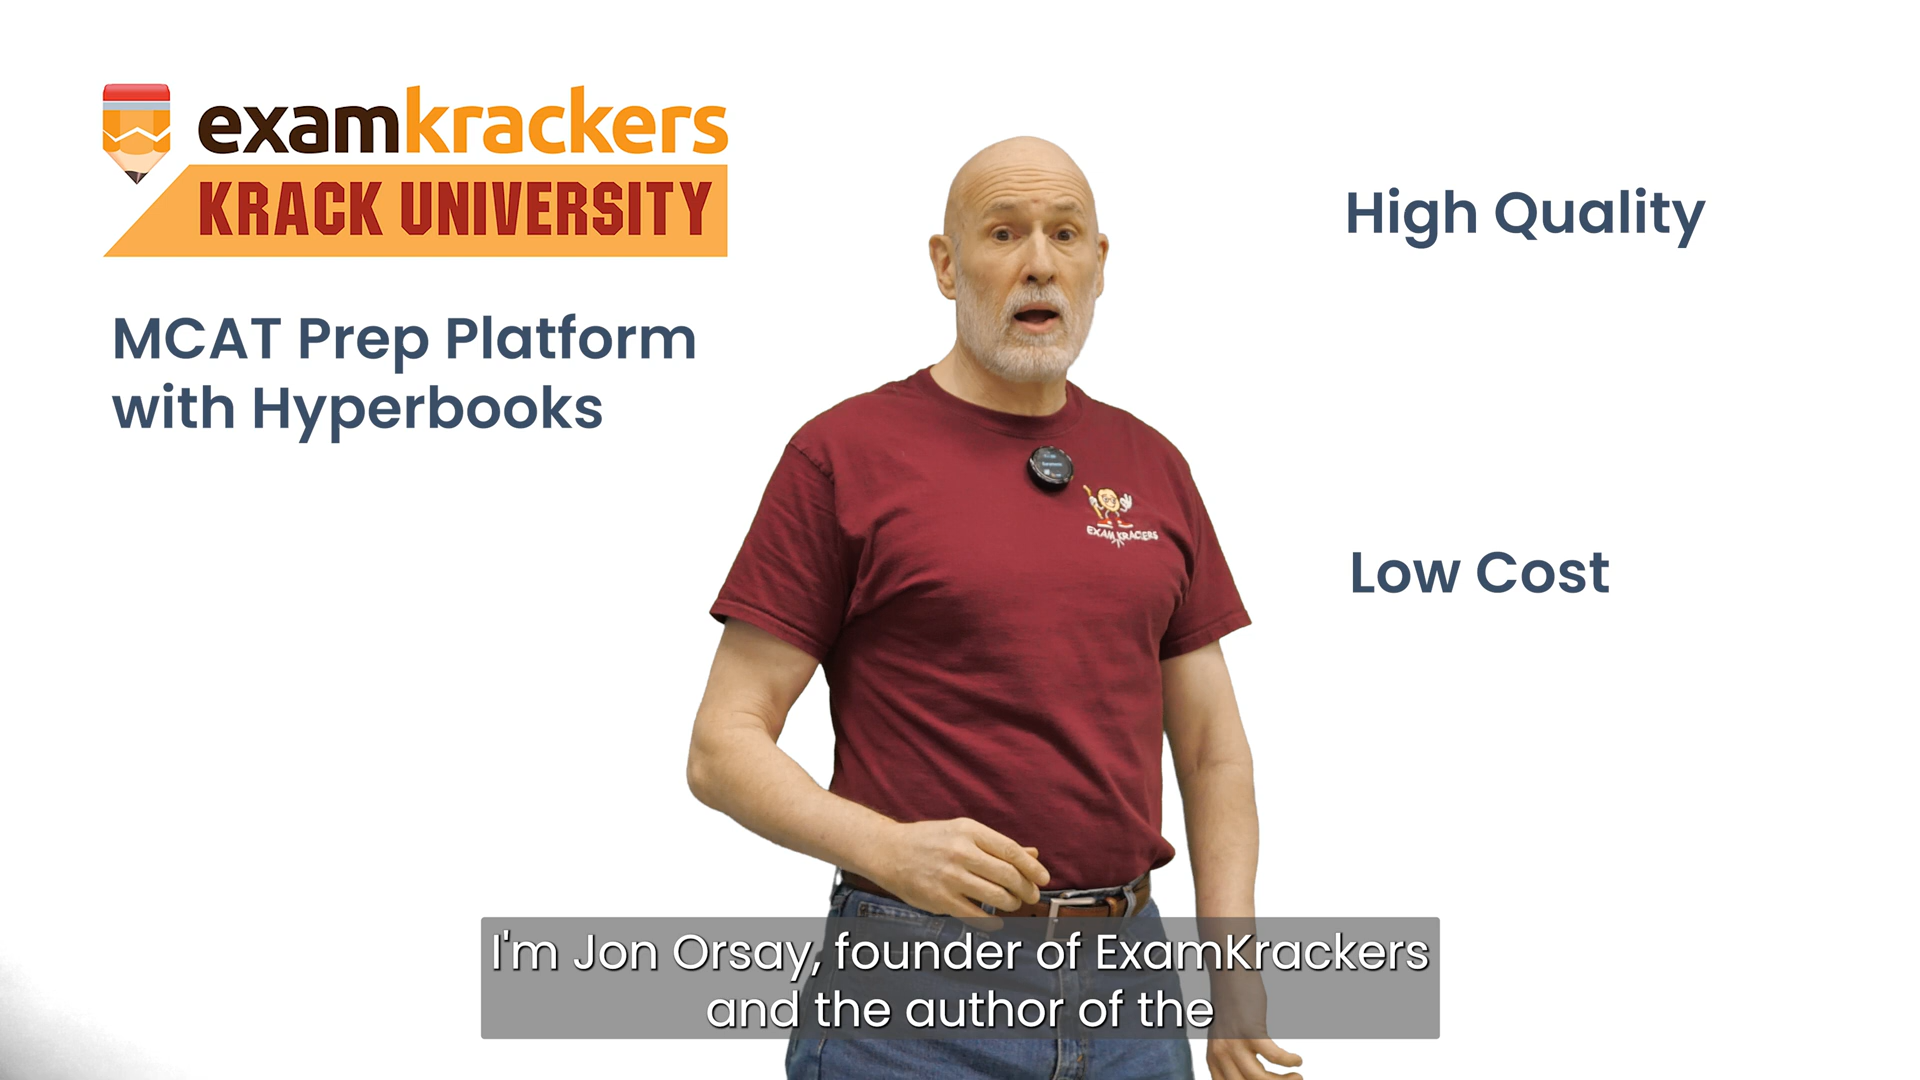 examkrackers
KRACK UNIVERSITY
MCAT Prep Platform
with Hyperbooks
High Quality
Low Cost
EXAMKRACKERS
I'm Jon Orsay, founder of ExamKrackers
and the author of the